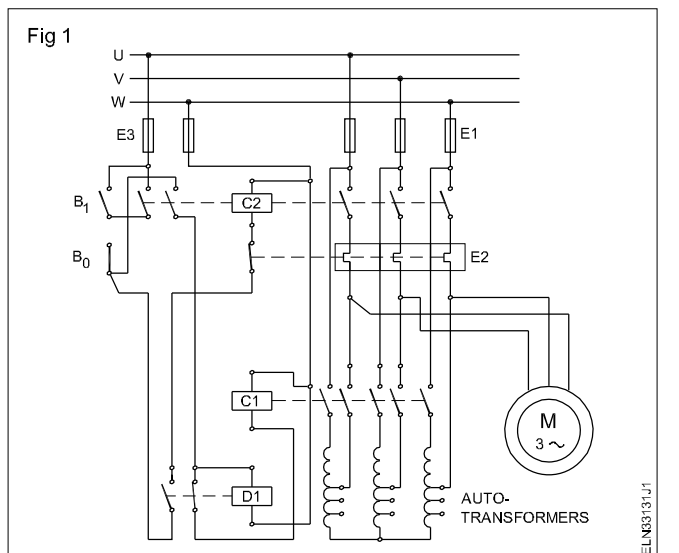 Fig 1
U
V
W
E3
E1
B1
C2
B0
E2
C1
M
3 ~
D1
AUTO-
TRANSFORMERS
ELN33131J1